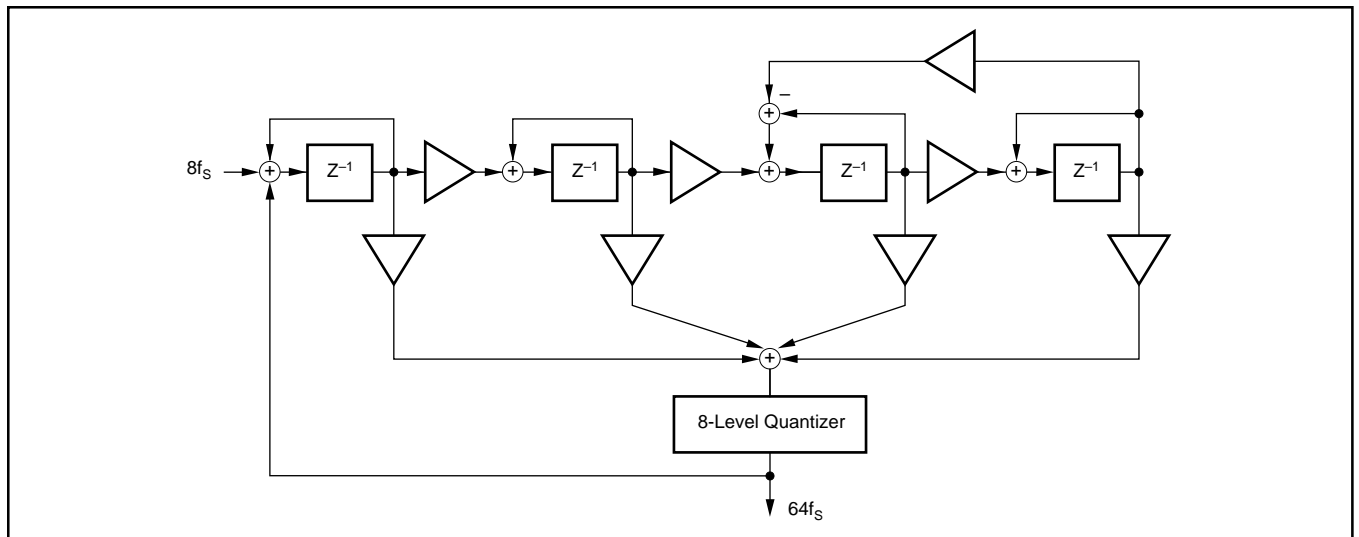 –
+
8f_S
+
Z⁻¹
+
Z⁻¹
+
Z⁻¹
+
Z⁻¹
+
8-Level Quantizer
64f_S